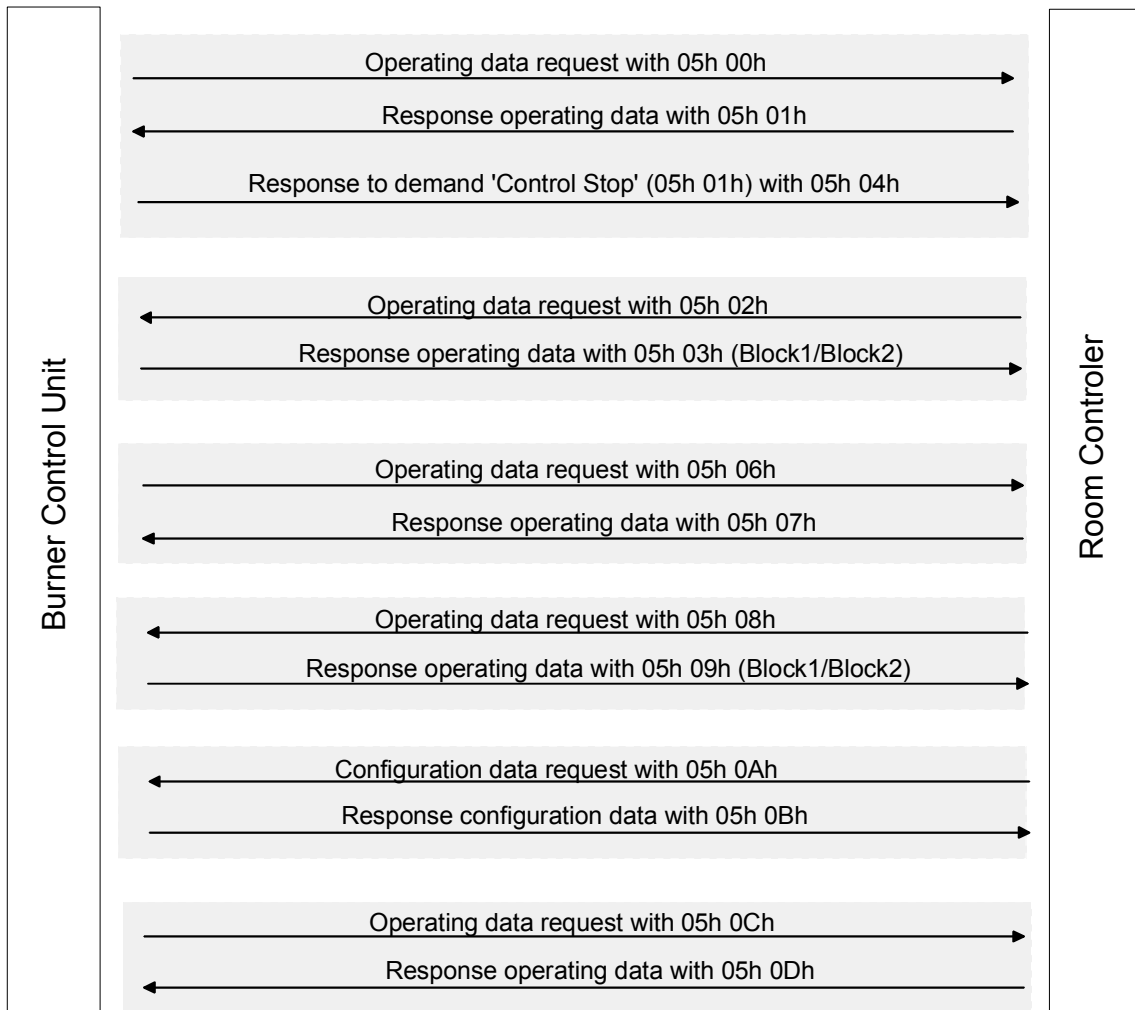 Burner Control Unit
Operating data request with 05h 00h
Response operating data with 05h 01h
Response to demand 'Control Stop' (05h 01h) with 05h 04h
Operating data request with 05h 02h
Response operating data with 05h 03h (Block1/Block2)
Operating data request with 05h 06h
Response operating data with 05h 07h
Operating data request with 05h 08h
Response operating data with 05h 09h (Block1/Block2)
Configuration data request with 05h 0Ah
Response configuration data with 05h 0Bh
Operating data request with 05h 0Ch
Response operating data with 05h 0Dh
Room Controler